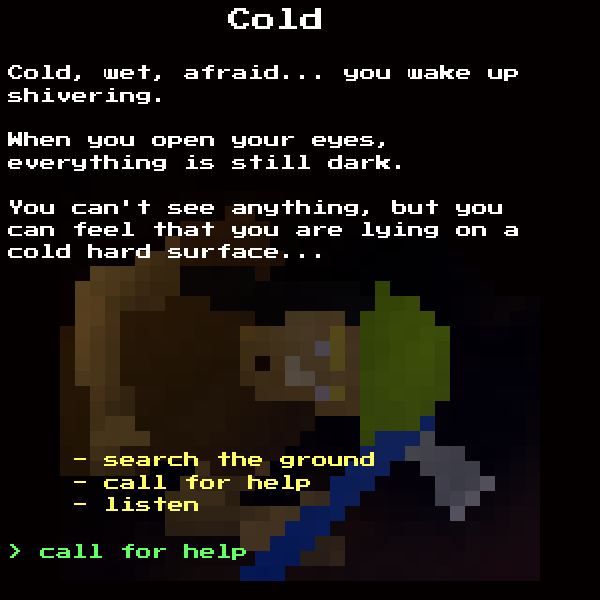 Cold
Cold, wet, afraid... you wake up
shivering.
When you open your eyes,
everything is still dark.
You can't see anything, but you
can feel that you are lying on a
cold hard surface...
- search the ground
- call for help
- listen
> call for help